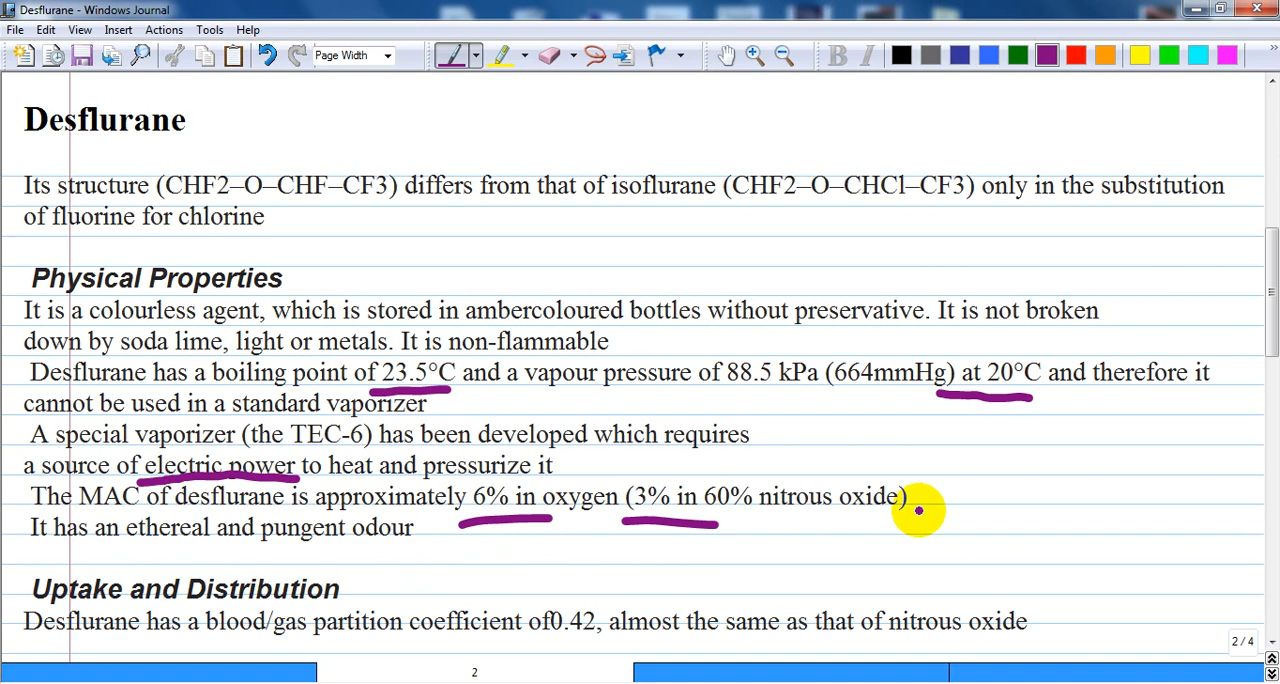 Desflurane - Windows Journal
File Edit View Insert Actions Tools Help
Page Width
Desflurane
Its structure (CHF2–O–CHF–CF3) differs from that of isoflurane (CHF2–O–CHCl–CF3) only in the substitution
of fluorine for chlorine
Physical Properties
It is a colourless agent, which is stored in ambercoloured bottles without preservative. It is not broken
down by soda lime, light or metals. It is non-flammable
Desflurane has a boiling point of 23.5°C and a vapour pressure of 88.5 kPa (664mmHg) at 20°C and therefore it
cannot be used in a standard vaporizer
A special vaporizer (the TEC-6) has been developed which requires
a source of electric power to heat and pressurize it
The MAC of desflurane is approximately 6% in oxygen (3% in 60% nitrous oxide)
It has an ethereal and pungent odour
Uptake and Distribution
Desflurane has a blood/gas partition coefficient of0.42, almost the same as that of nitrous oxide
2 / 4
2